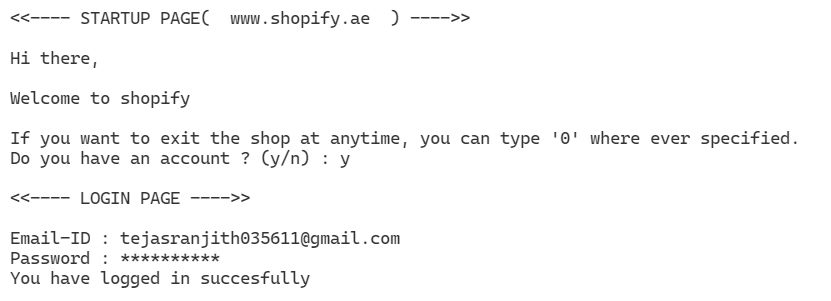 <<---- STARTUP PAGE(  www.shopify.ae  ) ---->>
Hi there,
Welcome to shopify
If you want to exit the shop at anytime, you can type '0' where ever specified.
Do you have an account ? (y/n) : y
<<---- LOGIN PAGE ---->>
Email-ID : tejasranjith035611@gmail.com
Password : **********
You have logged in succesfully